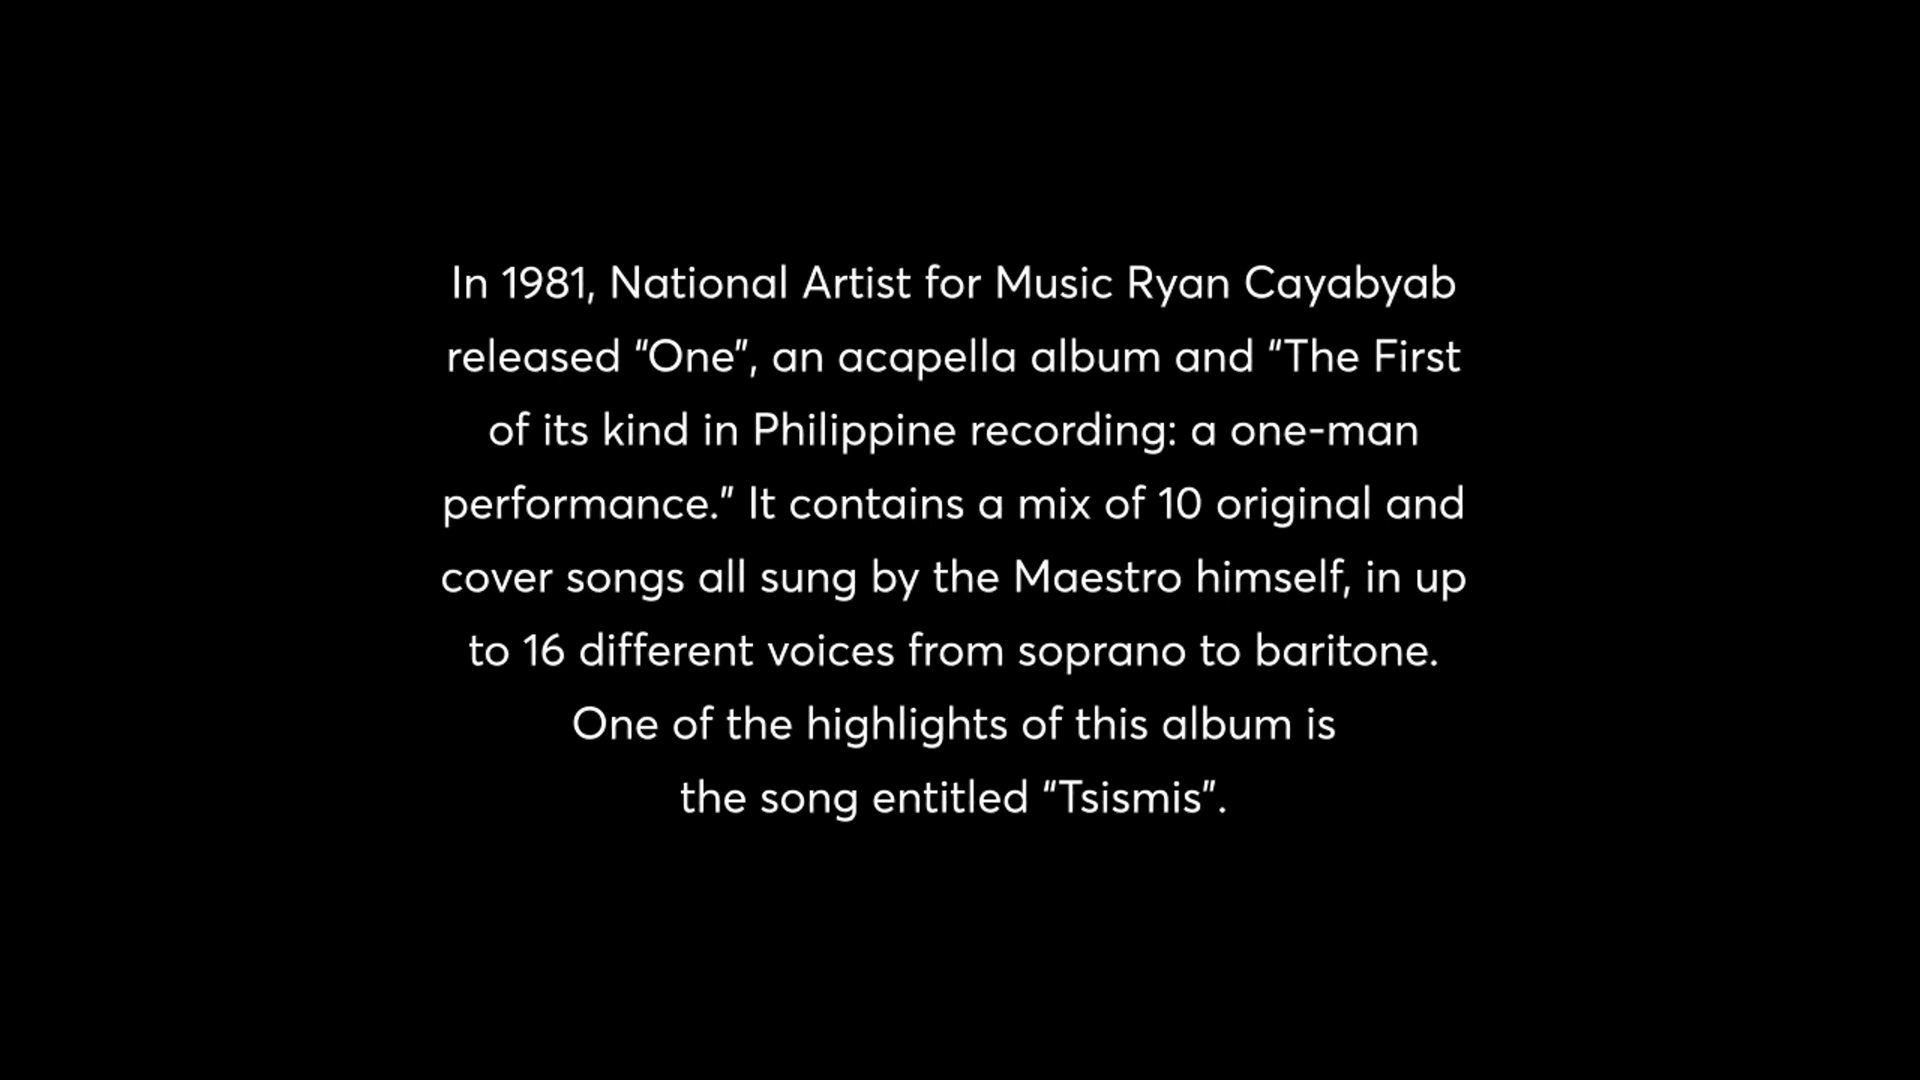 In 1981, National Artist for Music Ryan Cayabyab
released “One”, an acapella album and “The First
of its kind in Philippine recording: a one-man
performance.” It contains a mix of 10 original and
cover songs all sung by the Maestro himself, in up
to 16 different voices from soprano to baritone.
One of the highlights of this album is
the song entitled “Tsismis”.